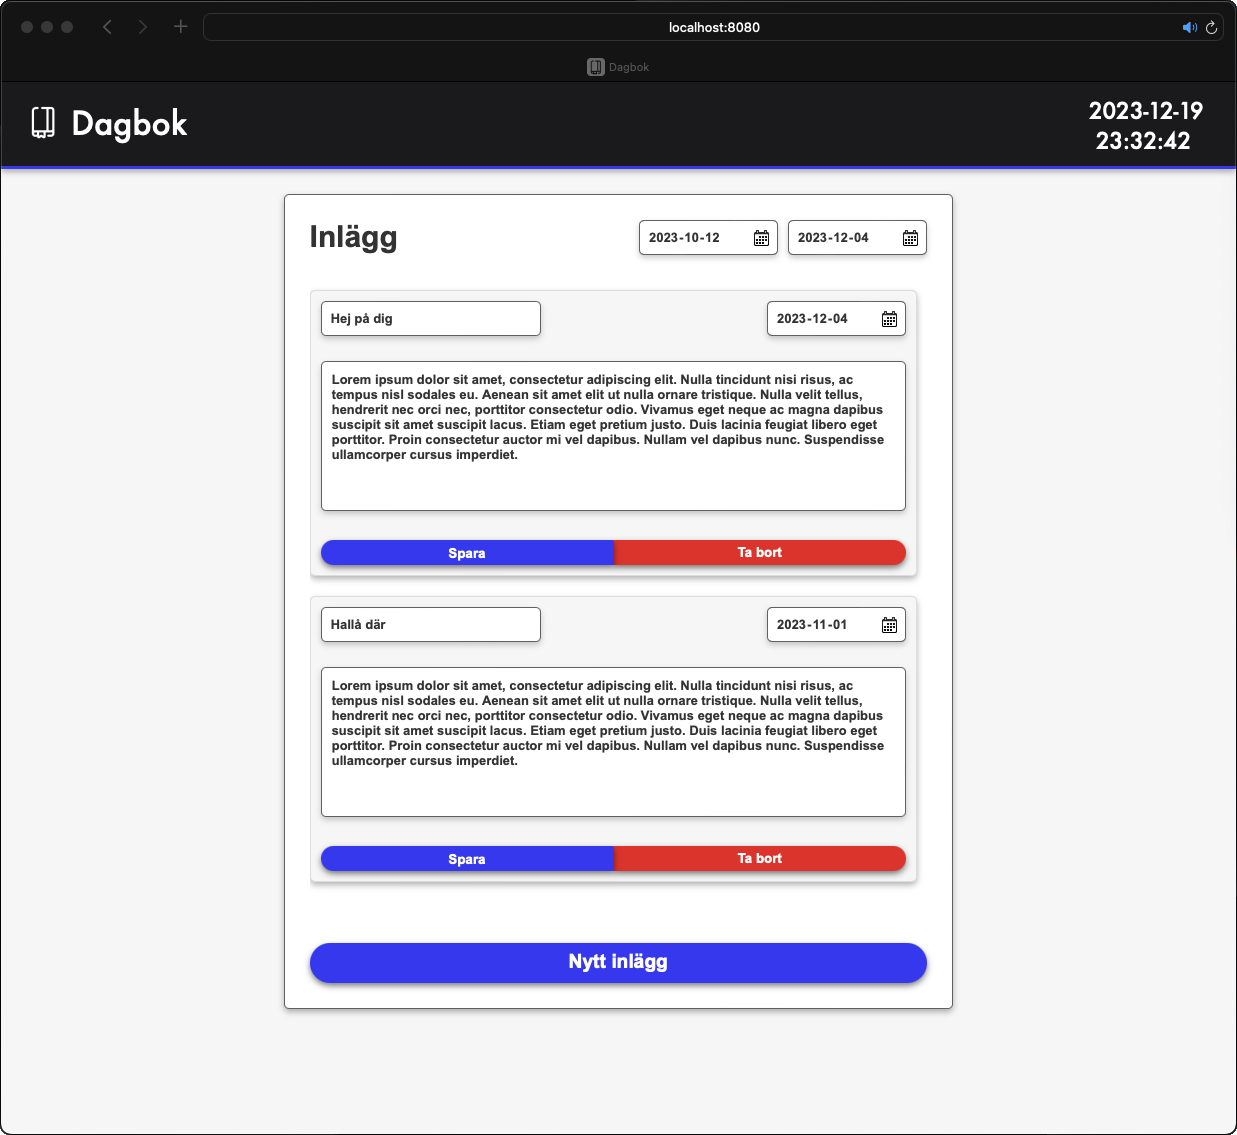 localhost:8080
Dagbok
Dagbok
2023-12-19
23:32:42
Inlägg
2023-10-12
2023-12-04
Hej på dig
2023-12-04
Lorem ipsum dolor sit amet, consectetur adipiscing elit. Nulla tincidunt nisi risus, ac
tempus nisl sodales eu. Aenean sit amet elit ut nulla ornare tristique. Nulla velit tellus,
hendrerit nec orci nec, porttitor consectetur odio. Vivamus eget neque ac magna dapibus
suscipit sit amet suscipit lacus. Etiam eget pretium justo. Duis lacinia feugiat libero eget
porttitor. Proin consectetur auctor mi vel dapibus. Nullam vel dapibus nunc. Suspendisse
ullamcorper cursus imperdiet.
Spara
Ta bort
Hallå där
2023-11-01
Lorem ipsum dolor sit amet, consectetur adipiscing elit. Nulla tincidunt nisi risus, ac
tempus nisl sodales eu. Aenean sit amet elit ut nulla ornare tristique. Nulla velit tellus,
hendrerit nec orci nec, porttitor consectetur odio. Vivamus eget neque ac magna dapibus
suscipit sit amet suscipit lacus. Etiam eget pretium justo. Duis lacinia feugiat libero eget
porttitor. Proin consectetur auctor mi vel dapibus. Nullam vel dapibus nunc. Suspendisse
ullamcorper cursus imperdiet.
Spara
Ta bort
Nytt inlägg